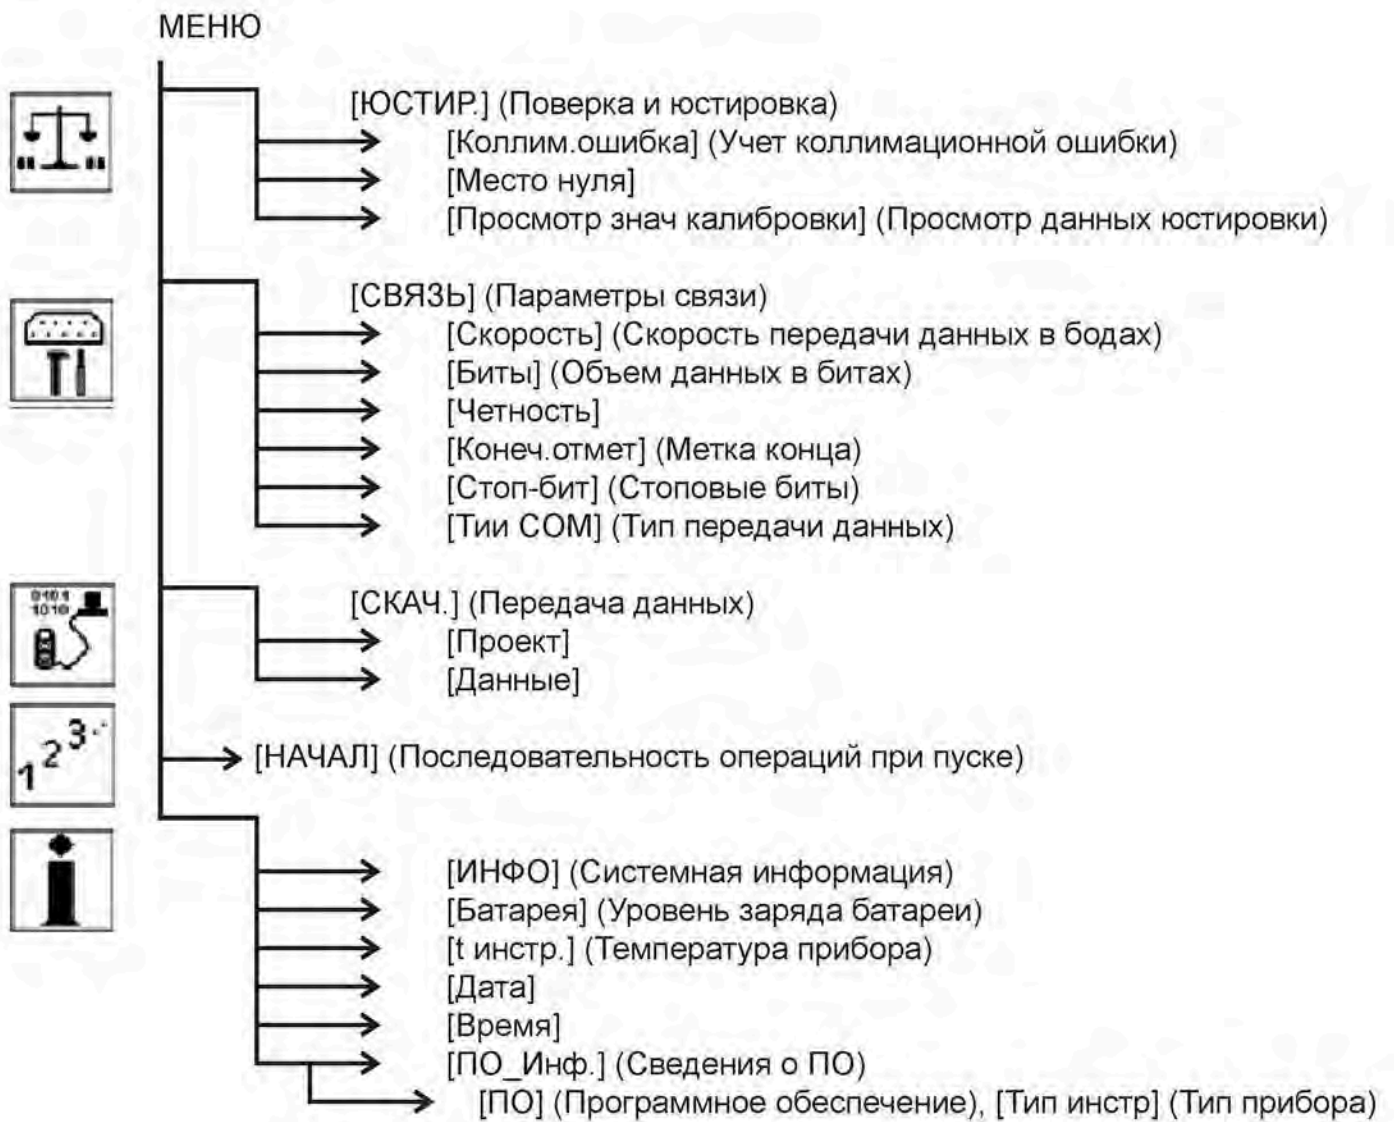 МЕНЮ
[ЮСТИР.] (Поверка и юстировка)
[Коллим.ошибка] (Учет коллимационной ошибки)
[Место нуля]
[Просмотр знач калибровки] (Просмотр данных юстировки)
[СВЯЗЬ] (Параметры связи)
[Скорость] (Скорость передачи данных в бодах)
[Биты] (Объем данных в битах)
[Четность]
[Конеч.отмет] (Метка конца)
[Стоп-бит] (Стоповые биты)
[Тии COM] (Тип передачи данных)
0101
1010
[СКАЧ.] (Передача данных)
[Проект]
[Данные]
1 2 3
[НАЧАЛ] (Последовательность операций при пуске)
[ИНФО] (Системная информация)
[Батарея] (Уровень заряда батареи)
[t инстр.] (Температура прибора)
[Дата]
[Время]
[ПО_Инф.] (Сведения о ПО)
[ПО] (Программное обеспечение), [Тип инстр] (Тип прибора)